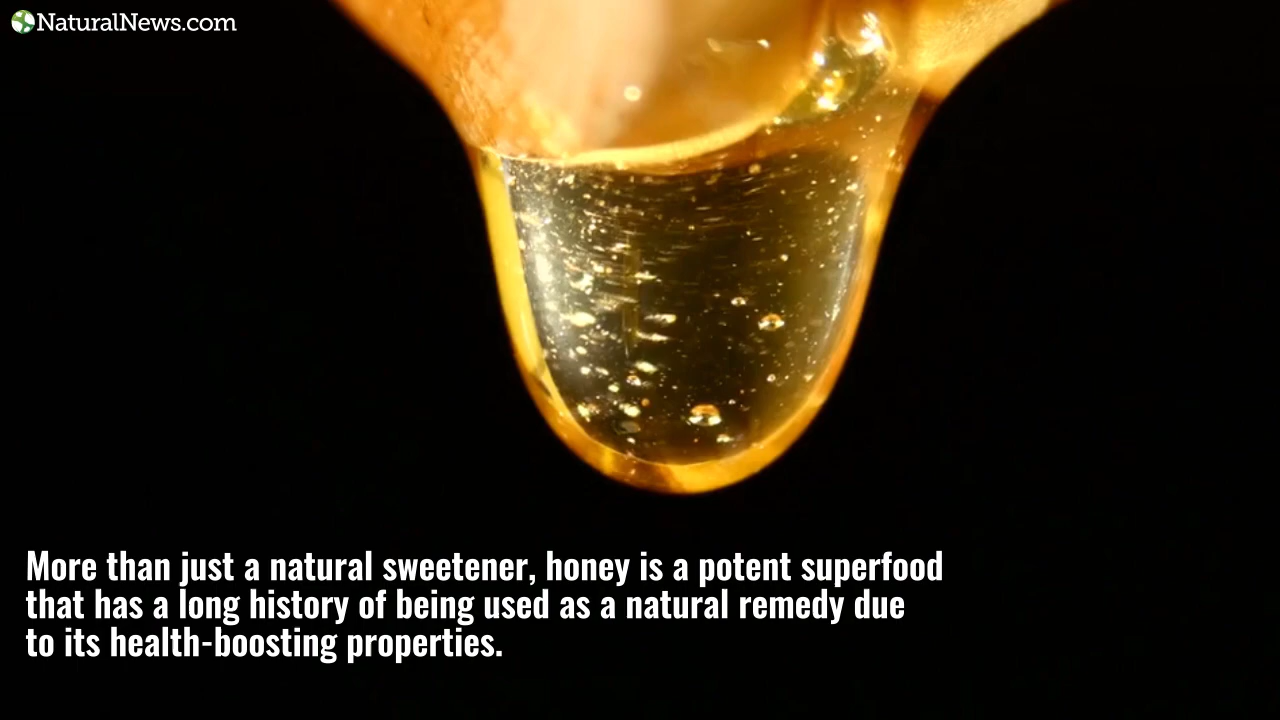 NaturalNews.com
More than just a natural sweetener, honey is a potent superfood
that has a long history of being used as a natural remedy due
to its health-boosting properties.